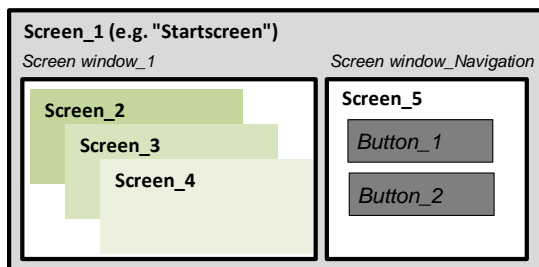 Screen_1 (e.g. "Startscreen")
Screen window_1
Screen window_Navigation
Screen_2
Screen_3
Screen_4
Screen_5
Button_1
Button_2